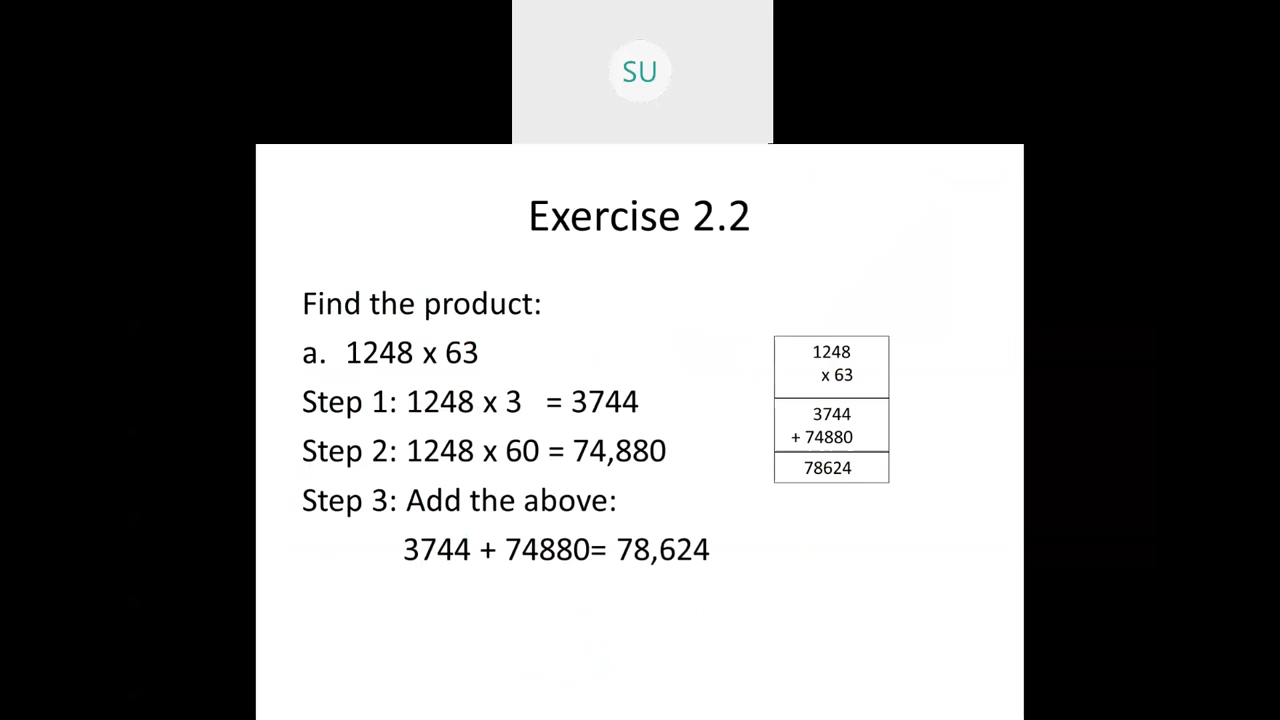 SU
Exercise 2.2
Find the product:
a. 1248 x 63
Step 1: 1248 x 3 = 3744
Step 2: 1248 x 60 = 74,880
Step 3: Add the above:
3744 + 74880= 78,624
1248
x 63
3744
+ 74880
78624